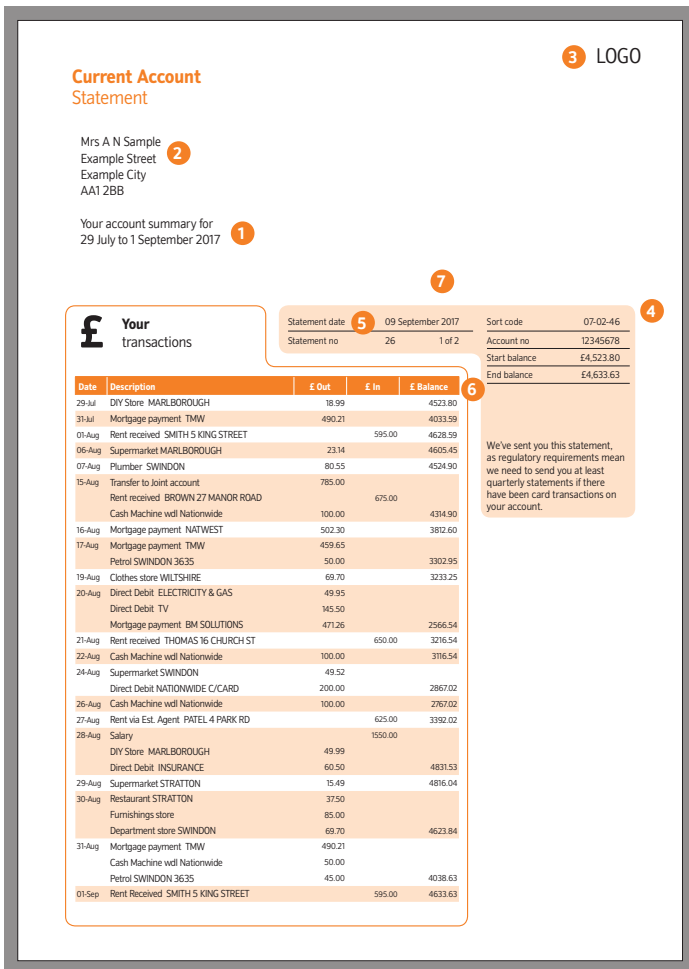 3 LOGO
Current Account
Statement
Mrs A N Sample
Example Street 2
Example City
AA1 2BB
Your account summary for
29 July to 1 September 2017 1
7
4
£ Your
transactions
Statement date 5 09 September 2017
Statement no 26 1 of 2
Sort code 07-02-46
Account no 12345678
Start balance £4,523.80
End balance £4,633.63
6
We've sent you this statement,
as regulatory requirements mean
we need to send you at least
quarterly statements if there
have been card transactions on
your account.
Date Description £ Out £ In £ Balance
29-Jul DIY Store MARLBOROUGH 18.99 4523.80
31-Jul Mortgage payment TMW 490.21 4033.59
01-Aug Rent received SMITH 5 KING STREET 595.00 4628.59
06-Aug Supermarket MARLBOROUGH 23.14 4605.45
07-Aug Plumber SWINDON 80.55 4524.90
15-Aug Transfer to Joint account 785.00
Rent received BROWN 27 MANOR ROAD 675.00
Cash Machine wdl Nationwide 100.00 4314.90
16-Aug Mortgage payment NATWEST 502.30 3812.60
17-Aug Mortgage payment TMW 459.65
Petrol SWINDON 3635 50.00 3302.95
19-Aug Clothes store WILTSHIRE 69.70 3233.25
20-Aug Direct Debit ELECTRICITY & GAS 49.95
Direct Debit TV 145.50
Mortgage payment BM SOLUTIONS 471.26 2566.54
21-Aug Rent received THOMAS 16 CHURCH ST 650.00 3216.54
22-Aug Cash Machine wdl Nationwide 100.00 3116.54
24-Aug Supermarket SWINDON 49.52
Direct Debit NATIONWIDE C/CARD 200.00 2867.02
26-Aug Cash Machine wdl Nationwide 100.00 2767.02
27-Aug Rent via Est. Agent PATEL 4 PARK RD 625.00 3392.02
28-Aug Salary 1550.00
DIY Store MARLBOROUGH 49.99
Direct Debit INSURANCE 60.50 4831.53
29-Aug Supermarket STRATTON 15.49 4816.04
30-Aug Restaurant STRATTON 37.50
Furnishings store 85.00
Department store SWINDON 69.70 4623.84
31-Aug Mortgage payment TMW 490.21
Cash Machine wdl Nationwide 50.00
Petrol SWINDON 3635 45.00 4038.63
01-Sep Rent Received SMITH 5 KING STREET 595.00 4633.63